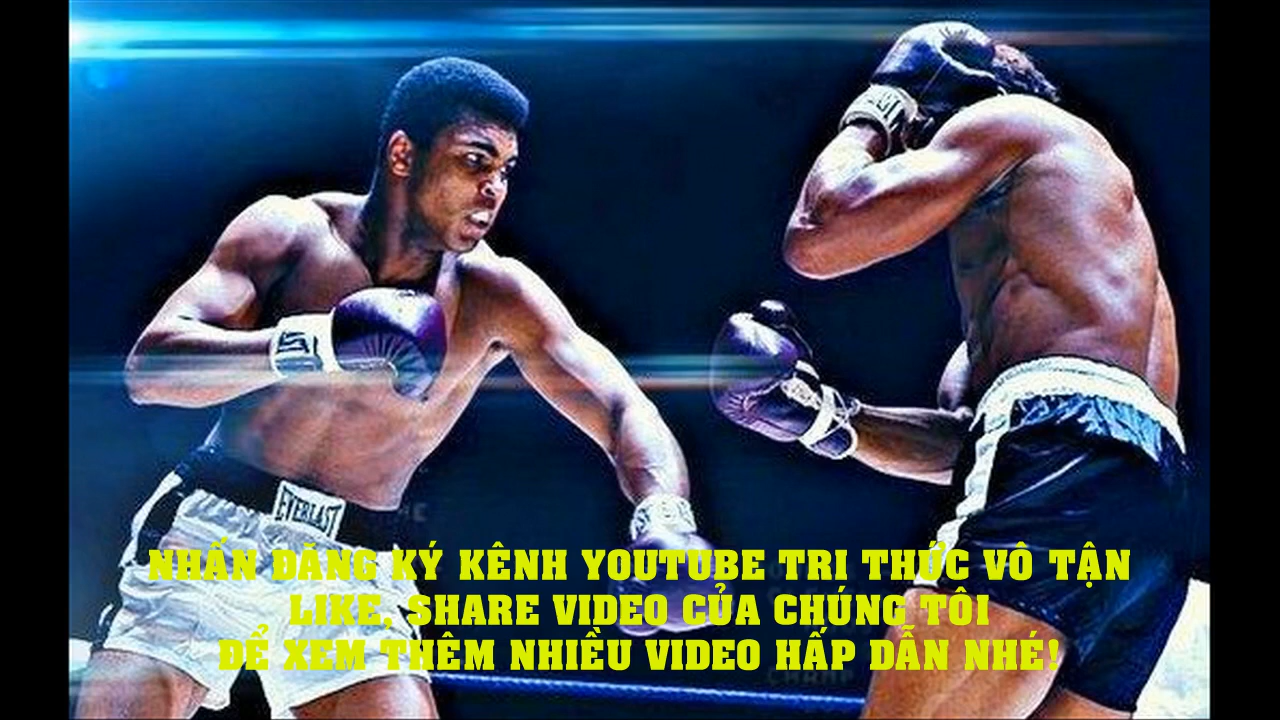 EVERLAST
NHẤN ĐĂNG KÝ KÊNH YOUTUBE TRI THỨC VÔ TẬN
LIKE, SHARE VIDEO CỦA CHÚNG TÔI
ĐỂ XEM THÊM NHIỀU VIDEO HẤP DẪN NHÉ!